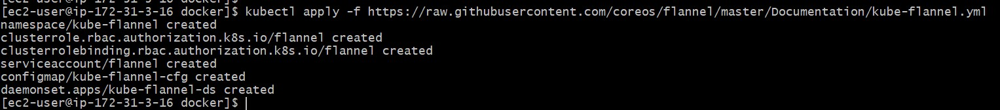 [ec2-user@ip-172-31-3-16 docker]$ kubectl apply -f https://raw.githubusercontent.com/coreos/flannel/master/Documentation/kube-flannel.yml
namespace/kube-flannel created
clusterrole.rbac.authorization.k8s.io/flannel created
clusterrolebinding.rbac.authorization.k8s.io/flannel created
serviceaccount/flannel created
configmap/kube-flannel-cfg created
daemonset.apps/kube-flannel-ds created
[ec2-user@ip-172-31-3-16 docker]$